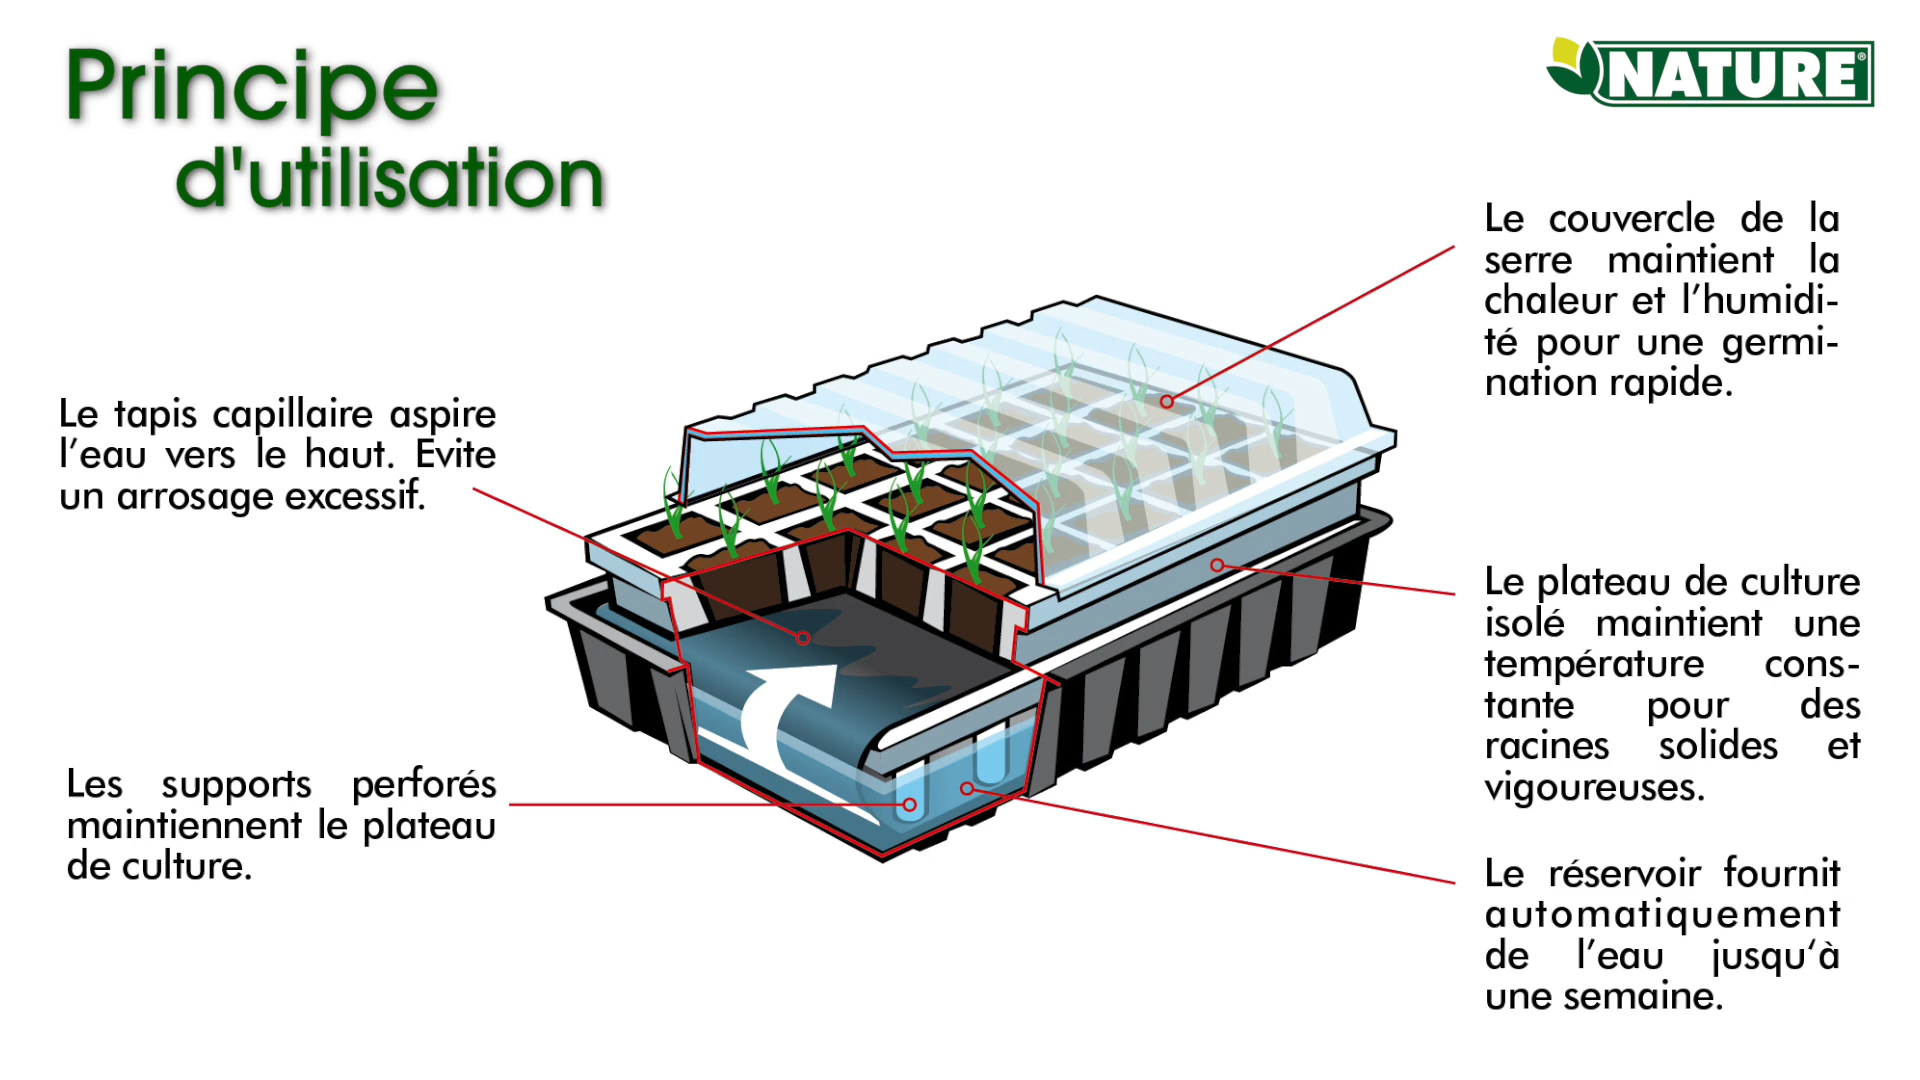 Principe
d'utilisation
NATURE®
Le couvercle de la
serre maintient la
chaleur et l'humidi-
té pour une germi-
nation rapide.
Le tapis capillaire aspire
l'eau vers le haut. Evite
un arrosage excessif.
Le plateau de culture
isolé maintient une
température cons-
tante pour des
racines solides et
vigoureuses.
Les supports perforés
maintiennent le plateau
de culture.
Le réservoir fournit
automatiquement
de l'eau jusqu‘à
une semaine.